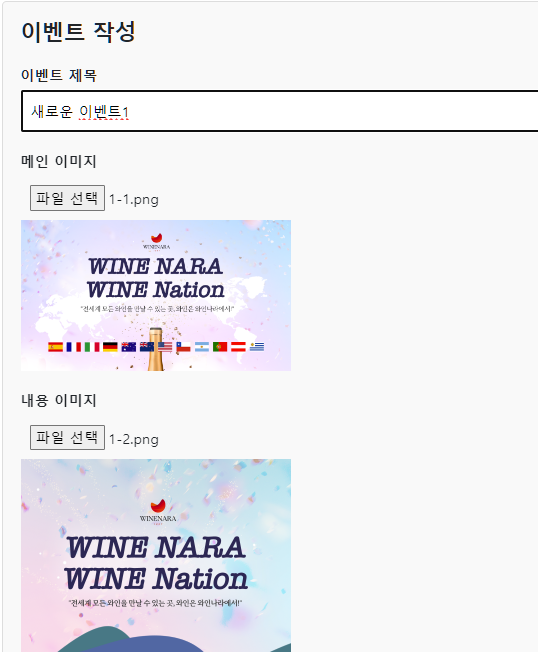 이벤트 작성
이벤트 제목
새로운 이벤트1
메인 이미지
파일 선택 1-1.png
WINENARA
WINE NARA
WINE Nation
"전세계 모든 와인을 만날 수 있는 곳, 와인은 와인나라에서!"
내용 이미지
파일 선택 1-2.png
WINENARA
WINE NARA
WINE Nation
"전세계 모든 와인을 만날 수 있는 곳, 와인은 와인나라에서!"